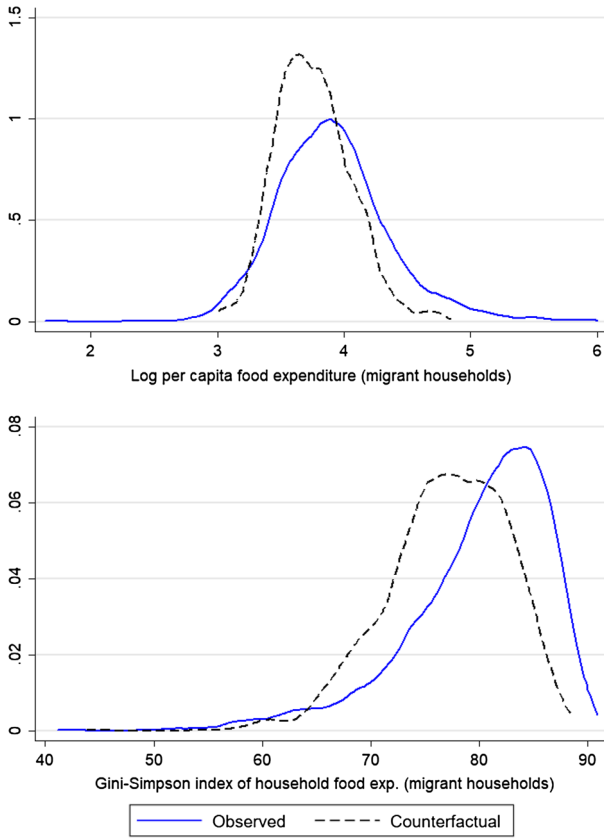 1.5
1
.5
0
2 3 4 5 6
Log per capita food expenditure (migrant households)
.08
.06
.04
.02
0
40 50 60 70 80 90
Gini-Simpson index of household food exp. (migrant households)
Observed Counterfactual